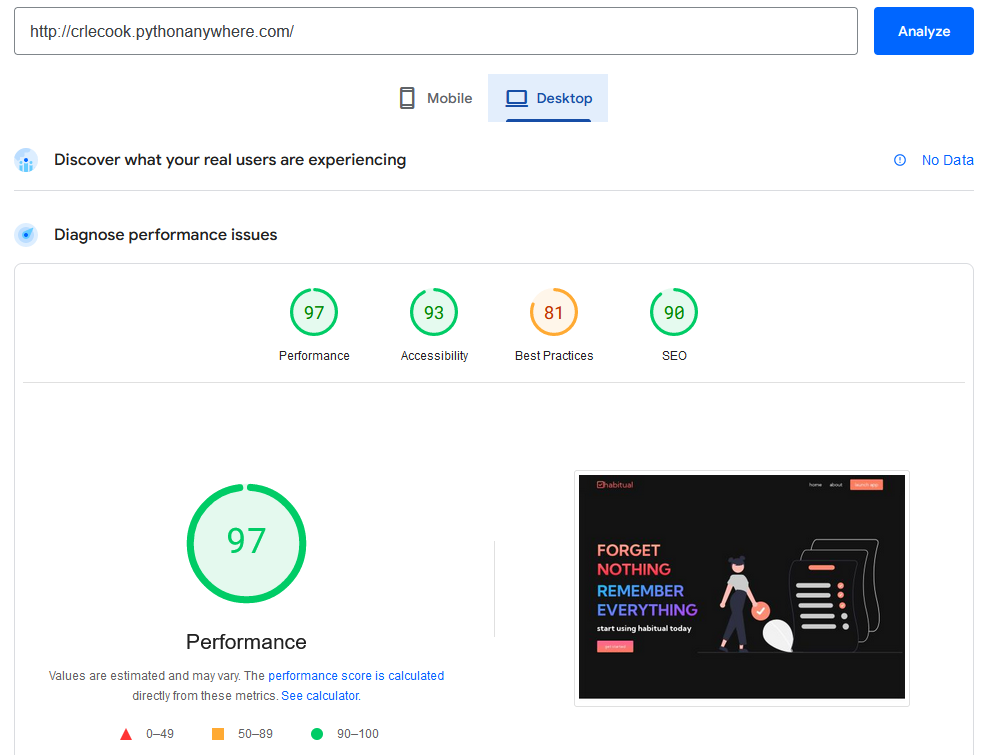 http://crlecook.pythonanywhere.com/
Analyze
Mobile
Desktop
Discover what your real users are experiencing
No Data
Diagnose performance issues
97
93
81
90
Performance
Accessibility
Best Practices
SEO
97
Performance
Values are estimated and may vary. The performance score is calculated
directly from these metrics. See calculator.
0–49
50–89
90–100
habitual
home
about
launch app
FORGET
NOTHING
REMEMBER
EVERYTHING
start using habitual today
get started